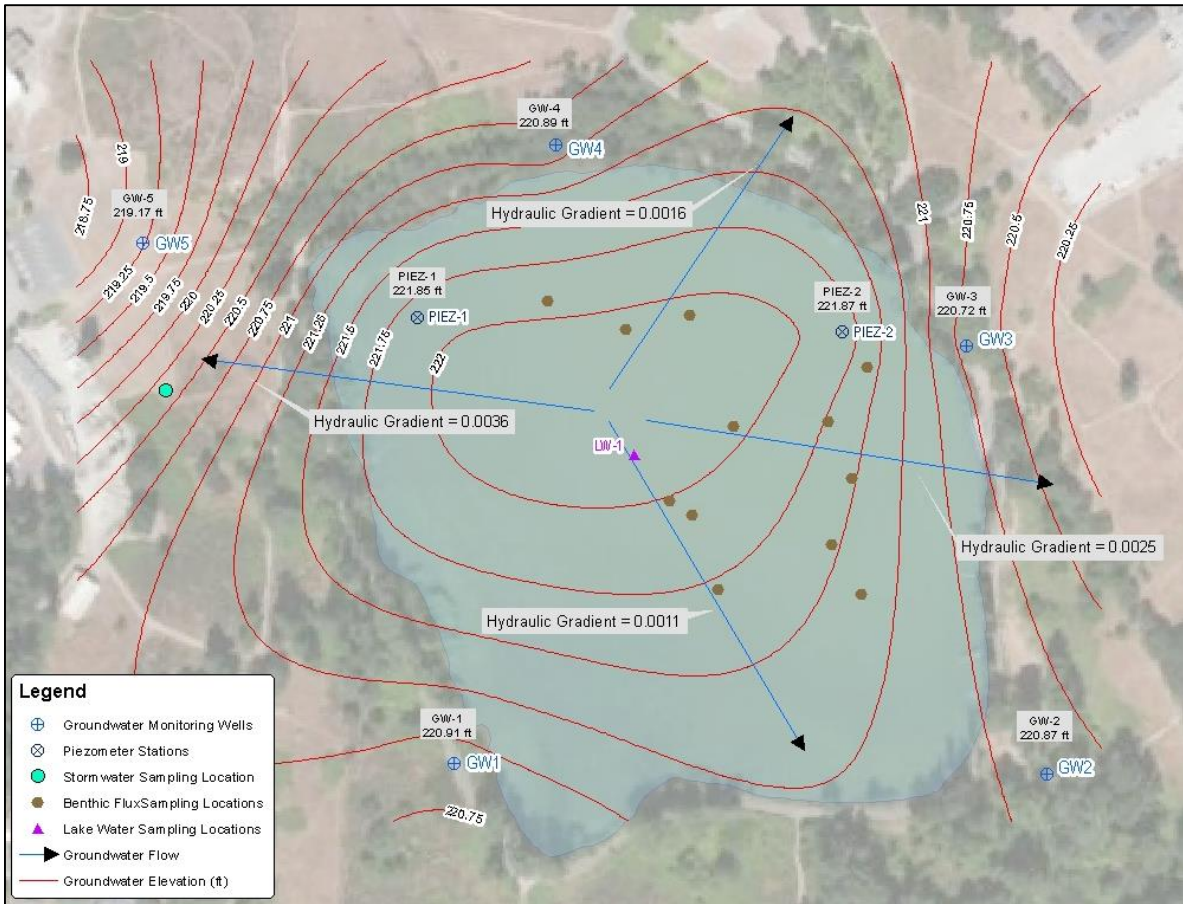 GW-4
220.89 ft
GW4
GW-5
219.17 ft
GW5
219
218.75
219.25
219.5
219.75
220
220.25
220.5
220.75
221
221.25
221.5
221.75
222
Hydraulic Gradient = 0.0016
PIEZ-1
221.85 ft
PIEZ-1
PIEZ-2
221.87 ft
PIEZ-2
GW-3
220.72 ft
GW3
221
220.75
220.5
220.25
Hydraulic Gradient = 0.0036
LW-1
Hydraulic Gradient = 0.0025
Hydraulic Gradient = 0.0011
GW-1
220.91 ft
GW1
220.75
GW-2
220.87 ft
GW2
Legend
Groundwater Monitoring Wells
Piezometer Stations
Stormwater Sampling Location
Benthic FluxSampling Locations
Lake Water Sampling Locations
Groundwater Flow
Groundwater Elevation (ft)